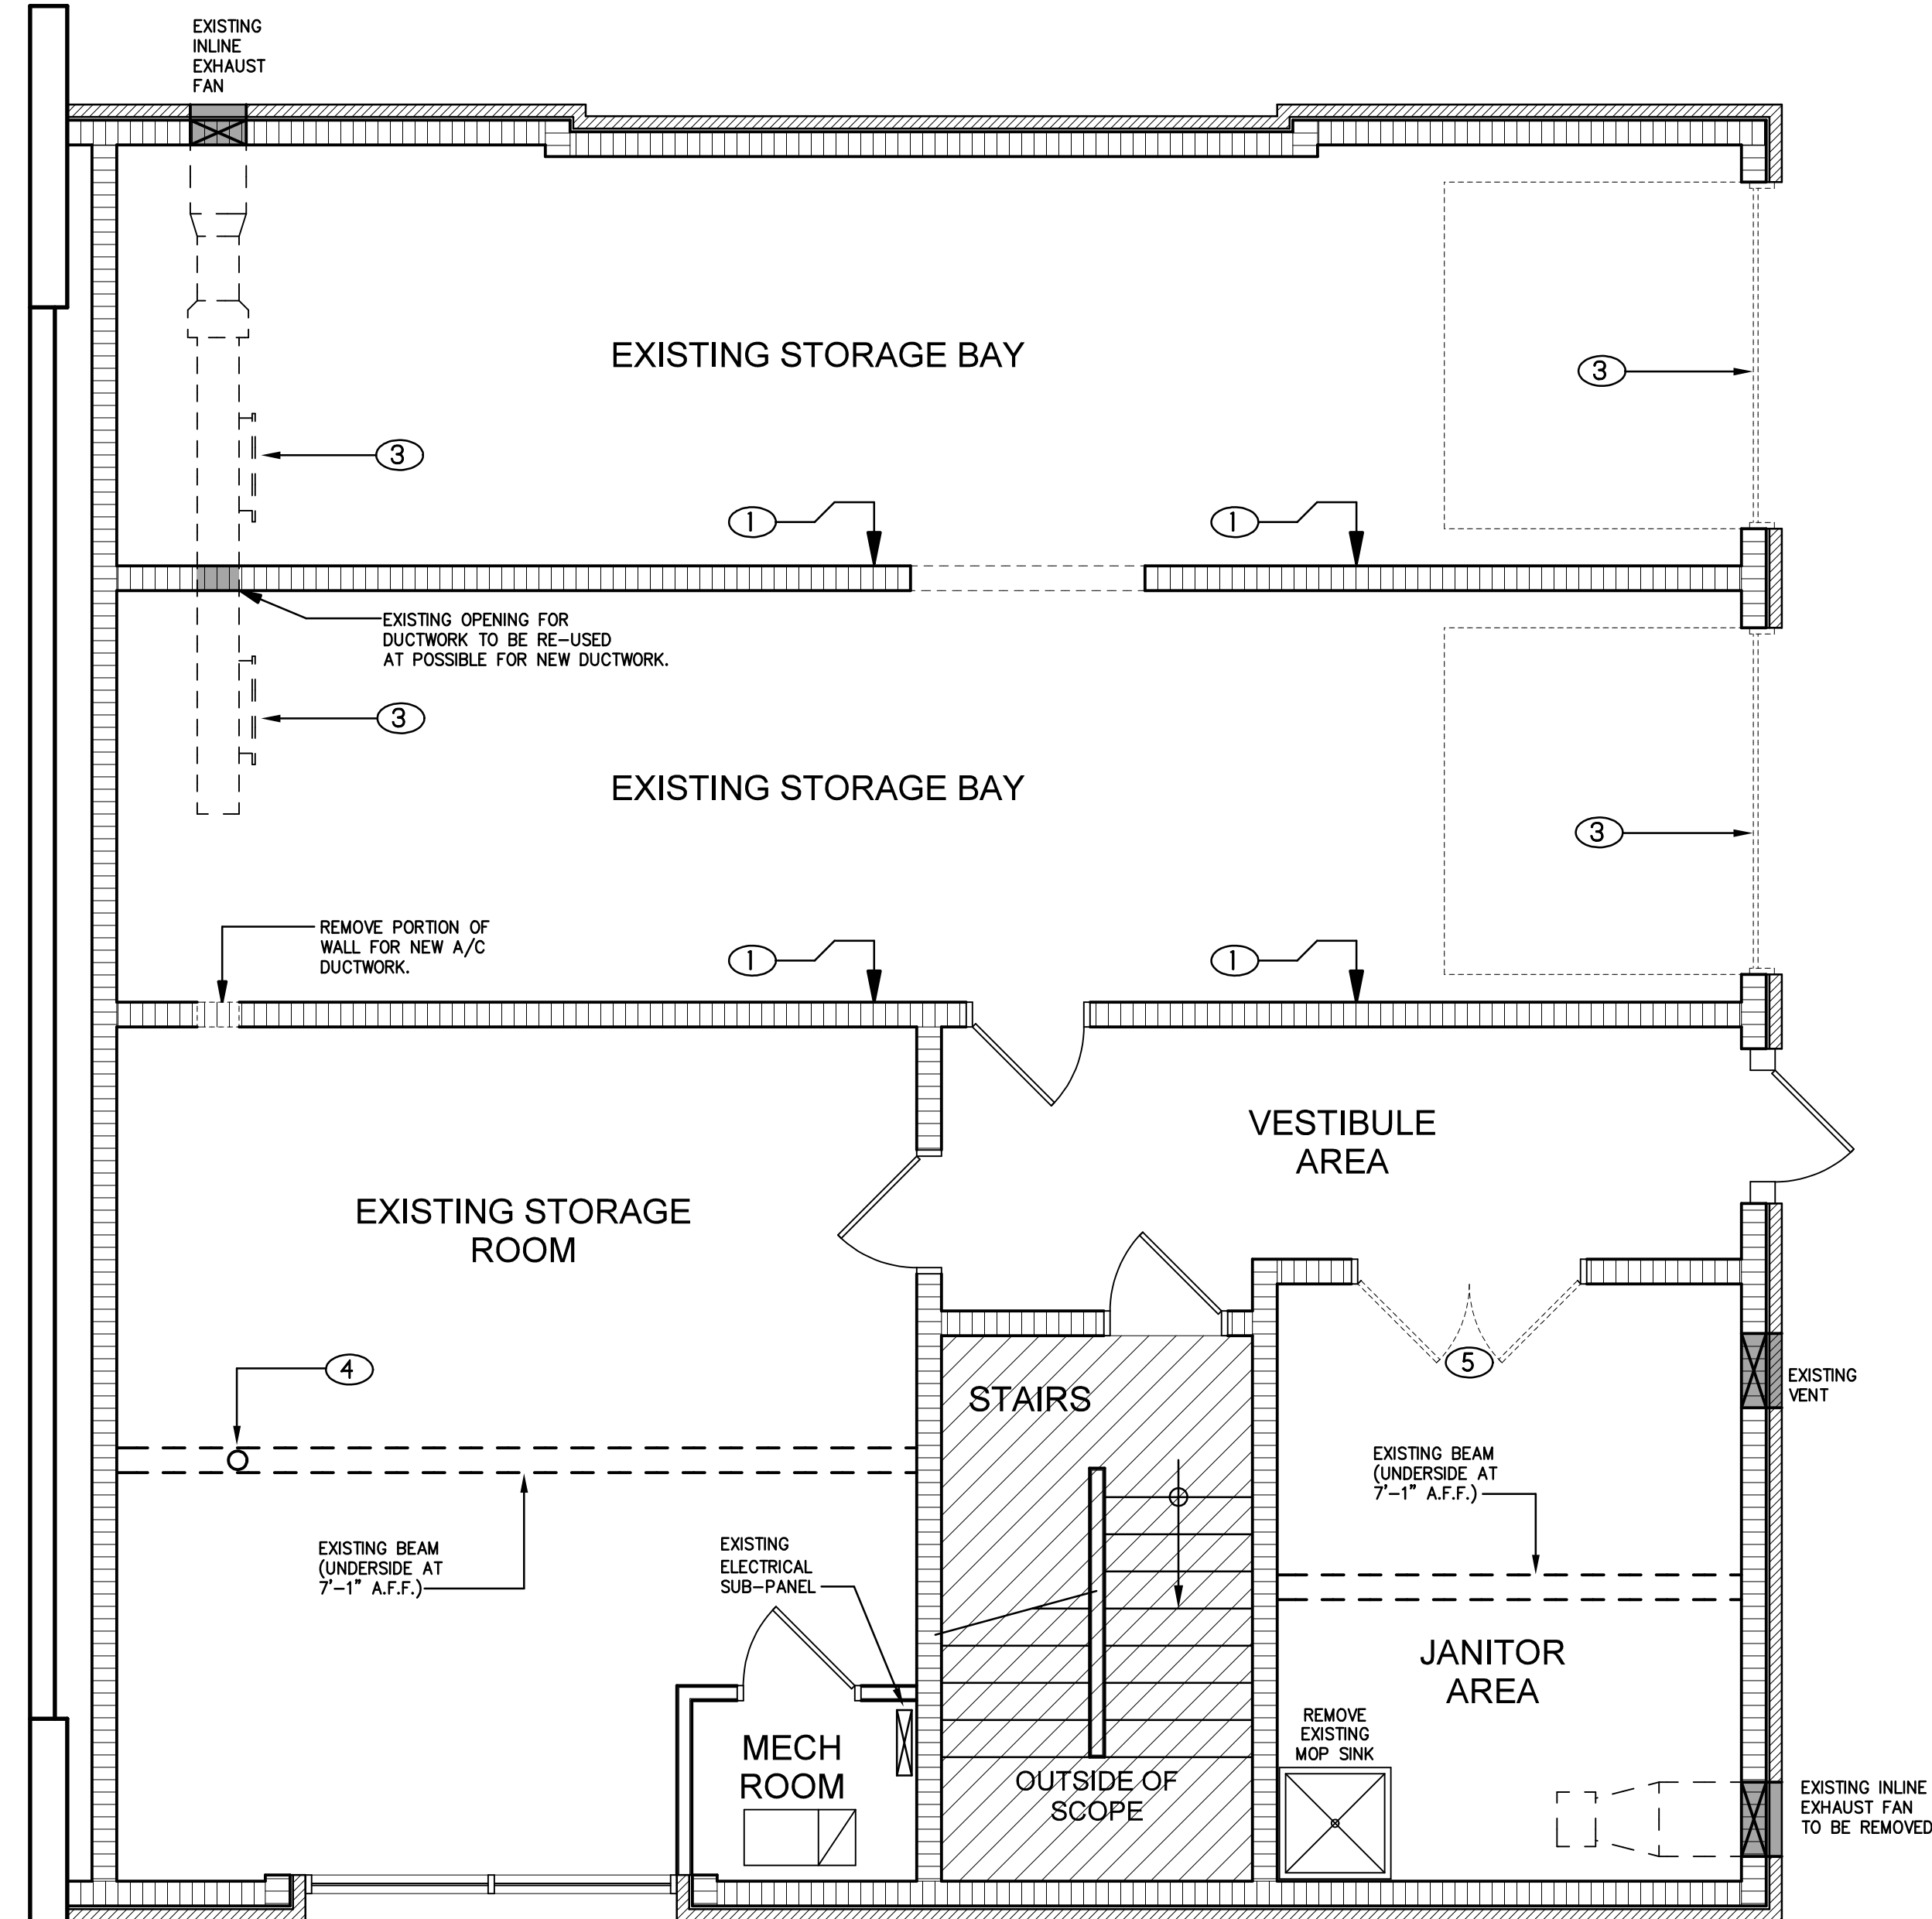 EXISTING
INLINE
EXHAUST
FAN
EXISTING STORAGE BAY
3
3
1
1
EXISTING OPENING FOR
DUCTWORK TO BE RE-USED
AT POSSIBLE FOR NEW DUCTWORK.
3
EXISTING STORAGE BAY
3
REMOVE PORTION OF
WALL FOR NEW A/C
DUCTWORK.
1
1
VESTIBULE
AREA
EXISTING STORAGE
ROOM
4
STAIRS
5
EXISTING
VENT
EXISTING BEAM
(UNDERSIDE AT
7'-1" A.F.F.)
EXISTING BEAM
(UNDERSIDE AT
7'-1" A.F.F.)
EXISTING
ELECTRICAL
SUB-PANEL
JANITOR
AREA
REMOVE
EXISTING
MOP SINK
MECH
ROOM
OUTSIDE OF
SCOPE
EXISTING INLINE
EXHAUST FAN
TO BE REMOVED